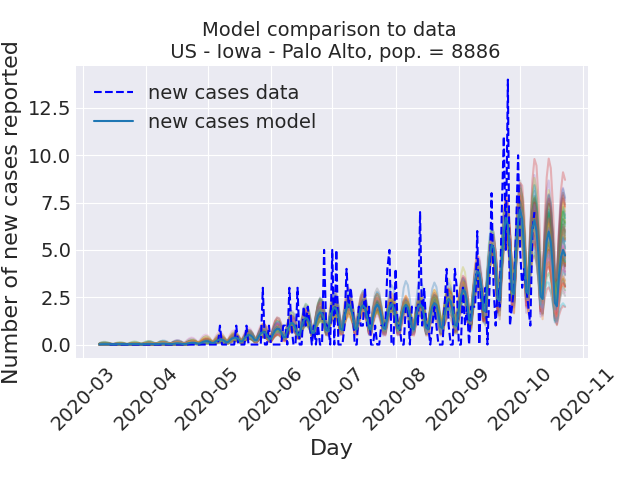 Model comparison to data
US - Iowa - Palo Alto, pop. = 8886
Number of new cases reported
12.5
10.0
7.5
5.0
2.5
0.0
new cases data
new cases model
2020-03
2020-04
2020-05
2020-06
2020-07
2020-08
2020-09
2020-10
2020-11
Day